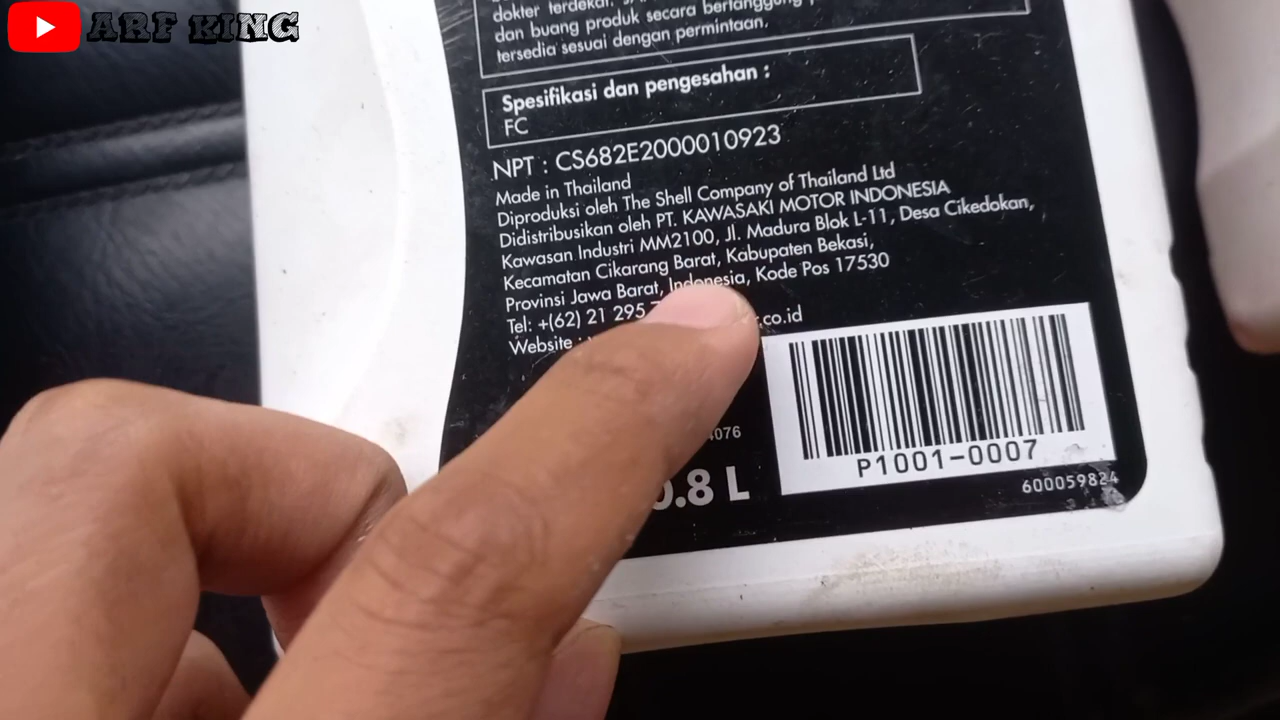 ARF KING
dokter terdekat.
dan buang produk secara bertanggung
tersedia sesuai dengan permintaan.
Spesifikasi dan pengesahan :
FC
NPT : CS682E2000010923
Made in Thailand
Diproduksi oleh The Shell Company of Thailand Ltd
Didistribusikan oleh PT. KAWASAKI MOTOR INDONESIA
Kawasan Industri MM2100, Jl. Madura Blok L-11, Desa Cikedokan,
Kecamatan Cikarang Barat, Kabupaten Bekasi,
Provinsi Jawa Barat, Indonesia, Kode Pos 17530
Tel: +(62) 21 295
Website : .co.id
4076
0.8 L
P1001-0007
600059824